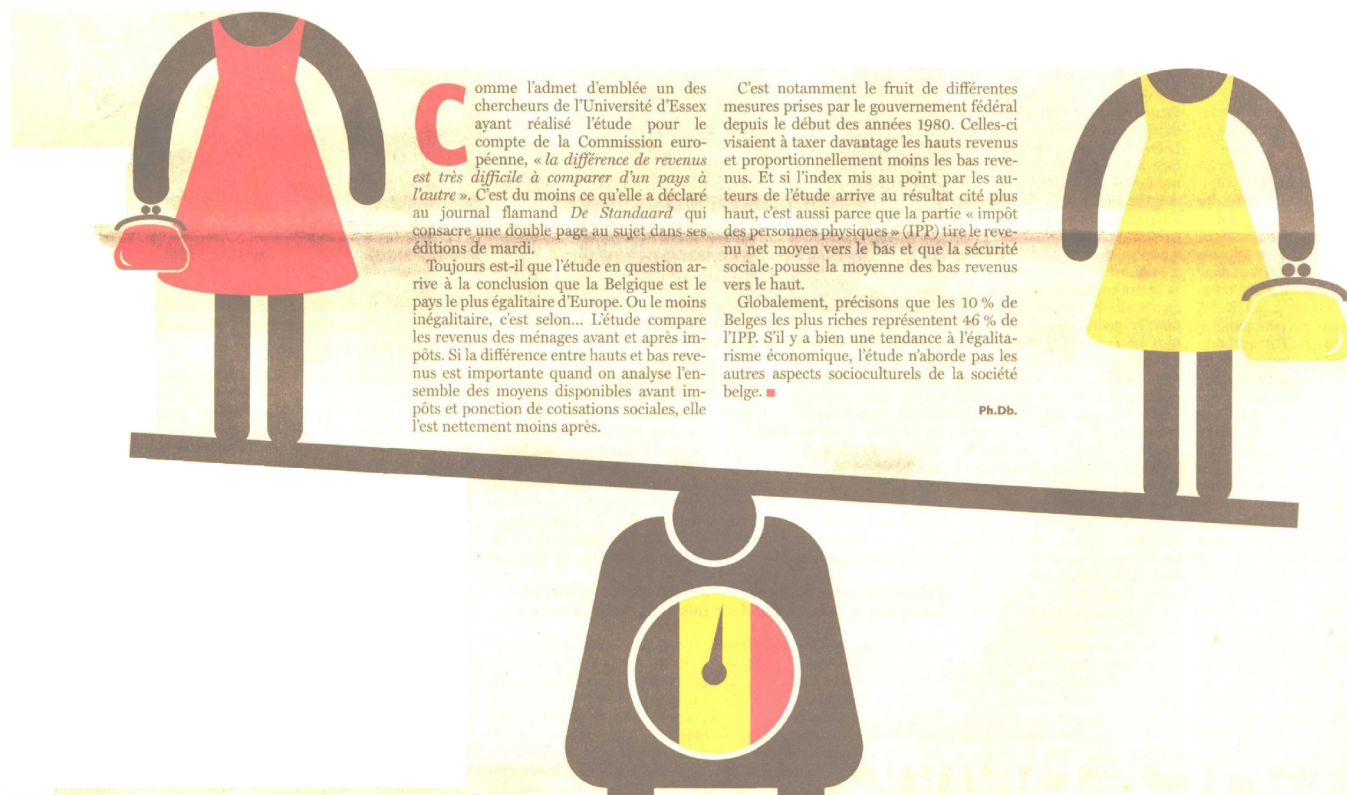 Comme l'admet d'emblée un des
chercheurs de l'Université d'Essex
ayant réalisé l'étude pour le
compte de la Commission euro-
péenne, « la différence de revenus
est très difficile à comparer d'un pays à
l'autre ». C'est du moins ce qu'elle a déclaré
au journal flamand De Standaard qui
consacre une double page au sujet dans ses
éditions de mardi.
Toujours est-il que l'étude en question ar-
rive à la conclusion que la Belgique est le
pays le plus égalitaire d'Europe. Ou le moins
inégalitaire, c'est selon... L'étude compare
les revenus des ménages avant et après im-
pôts. Si la différence entre hauts et bas reve-
nus est importante quand on analyse l'en-
semble des moyens disponibles avant im-
pôts et ponction de cotisations sociales, elle
l'est nettement moins après.
C'est notamment le fruit de différentes
mesures prises par le gouvernement fédéral
depuis le début des années 1980. Celles-ci
visaient à taxer davantage les hauts revenus
et proportionnellement moins les bas reve-
nus. Et si l'index mis au point par les au-
teurs de l'étude arrive au résultat cité plus
haut, c'est aussi parce que la partie « impôt
des personnes physiques » (IPP) tire le reve-
nu net moyen vers le bas et que la sécurité
sociale pousse la moyenne des bas revenus
vers le haut.
Globalement, précisons que les 10 % de
Belges les plus riches représentent 46 % de
l'IPP. S'il y a bien une tendance à l'égalita-
risme économique, l'étude n'aborde pas les
autres aspects socioculturels de la société
belge.
Ph.Db.